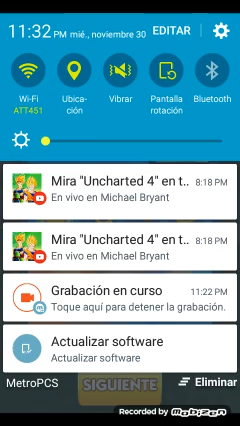 11:32 PM mié., noviembre 30 EDITAR
Wi-Fi Ubica- Vibrar Pantalla Bluetooth
ATT451 ción rotación
Mira "Uncharted 4" en t.. 8:18 PM
En vivo en Michael Bryant
Mira "Uncharted 4" en t.. 8:18 PM
En vivo en Michael Bryant
Grabación en curso 11:22 PM
Toque aquí para detener la grabación.
Actualizar software
Actualizar software
MetroPCS SIGUIENTE Eliminar
Recorded by Mobizen